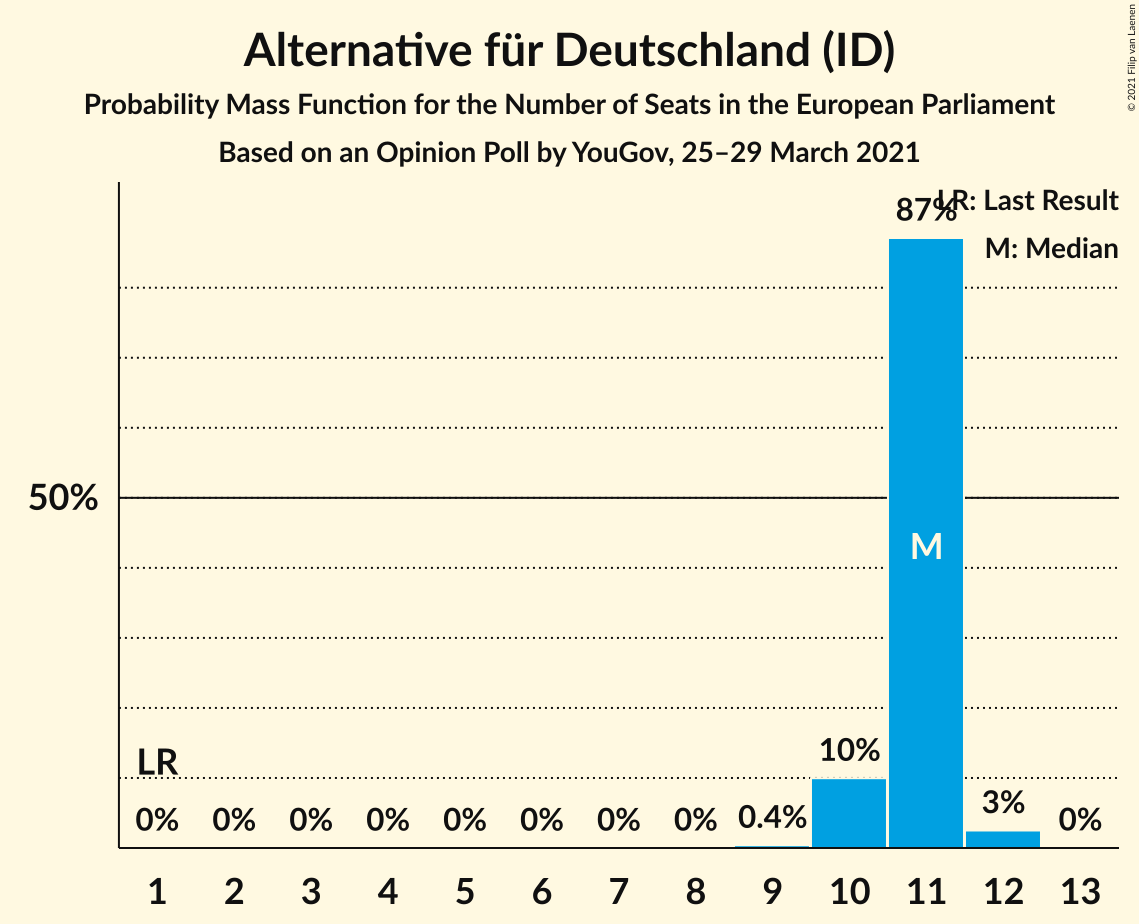 Alternative für Deutschland (ID)
Probability Mass Function for the Number of Seats in the European Parliament
Based on an Opinion Poll by YouGov, 25–29 March 2021
© 2021 Filip van Laenen
LR: Last Result
M: Median
87%
50%
M
LR
0% 0% 0% 0% 0% 0% 0% 0% 0.4% 10% 3% 0%
1 2 3 4 5 6 7 8 9 10 11 12 13